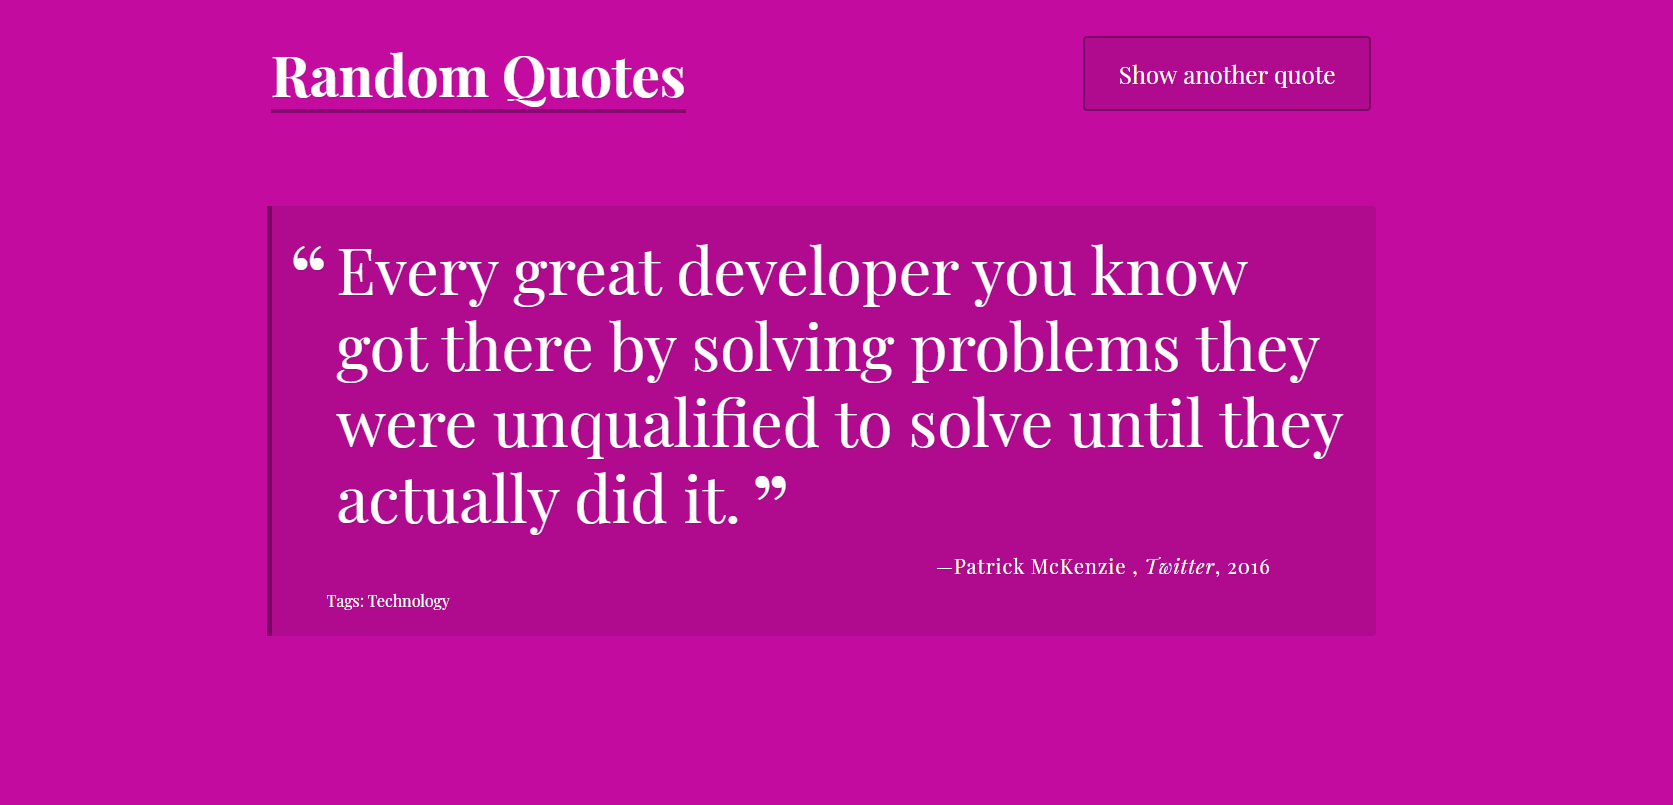 Random Quotes
Show another quote
“ Every great developer you know
got there by solving problems they
were unqualified to solve until they
actually did it. ”
—Patrick McKenzie , Twitter, 2016
Tags: Technology